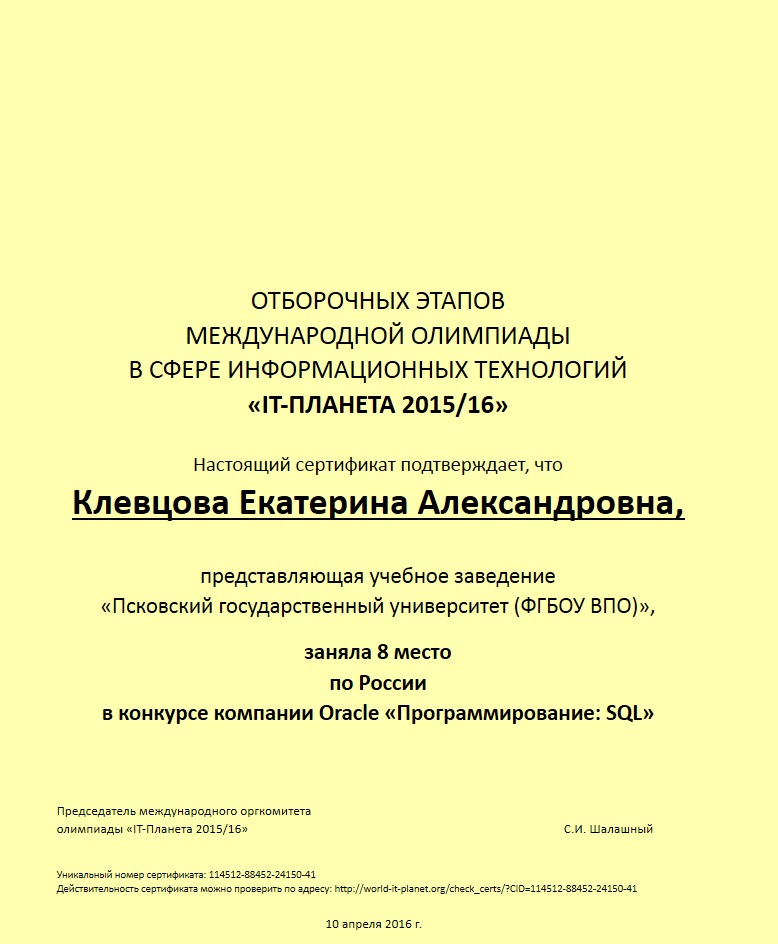 ОТБОРОЧНЫХ ЭТАПОВ
МЕЖДУНАРОДНОЙ ОЛИМПИАДЫ
В СФЕРЕ ИНФОРМАЦИОННЫХ ТЕХНОЛОГИЙ
«IT-ПЛАНЕТА 2015/16»
Настоящий сертификат подтверждает, что
Клевцова Екатерина Александровна,
представляющая учебное заведение
«Псковский государственный университет (ФГБОУ ВПО)»,
заняла 8 место
по России
в конкурсе компании Oracle «Программирование: SQL»
Председатель международного оргкомитета
олимпиады «IT-Планета 2015/16» С.И. Шалашный
Уникальный номер сертификата: 114512-88452-24150-41
Действительность сертификата можно проверить по адресу: http://world-it-planet.org/check_certs/?CID=114512-88452-24150-41
10 апреля 2016 г.